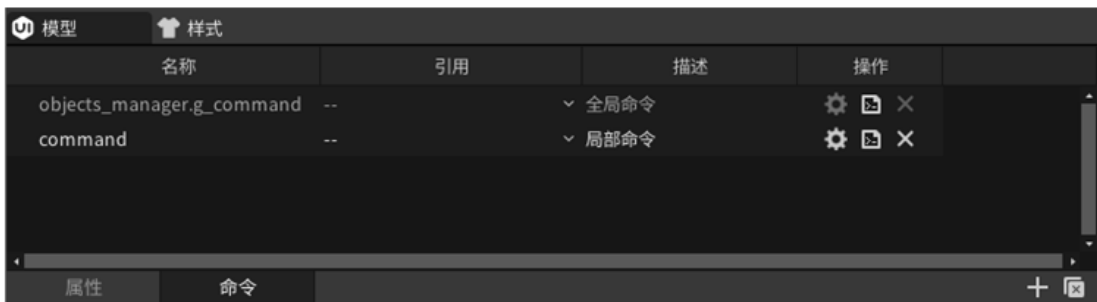 UI 模型 样式
名称 引用 描述 操作
objects_manager.g_command -- 全局命令
command -- 局部命令
属性 命令